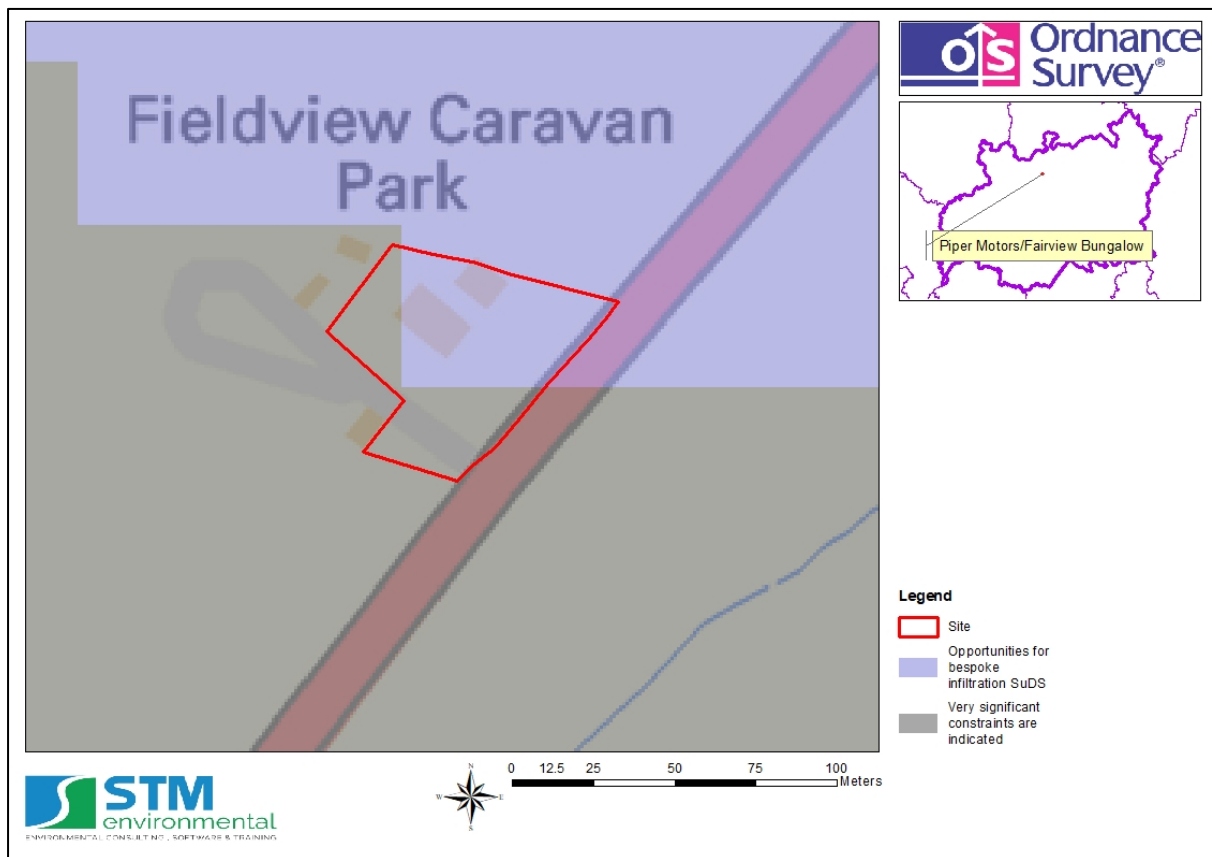 Fieldview Caravan
Park
OS Ordnance
Survey®
Piper Motors/Fairview Bungalow
Legend
Site
Opportunities for
bespoke
infiltration SuDS
Very significant
constraints are
indicated
STM
environmental
ENVIRONMENTAL CONSULTING, SOFTWARE & TRAINING
N
W E
S
0 12.5 25 50 75 100
Meters